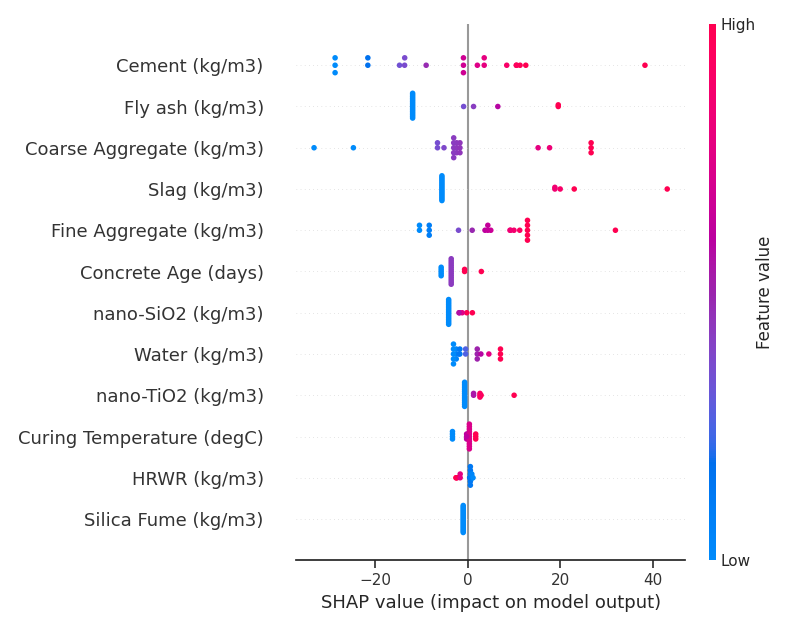 High
Cement (kg/m3)
Fly ash (kg/m3)
Coarse Aggregate (kg/m3)
Slag (kg/m3)
Fine Aggregate (kg/m3)
Concrete Age (days)
nano-SiO2 (kg/m3)
Water (kg/m3)
nano-TiO2 (kg/m3)
Curing Temperature (degC)
HRWR (kg/m3)
Silica Fume (kg/m3)
Feature value
Low
−20 0 20 40
SHAP value (impact on model output)